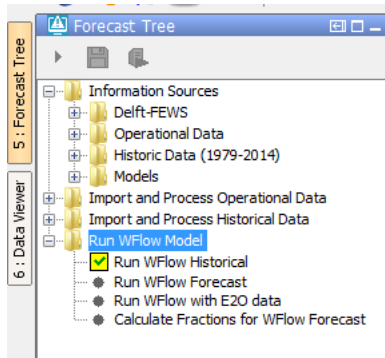 Forecast Tree
5 : Forecast Tree
6 : Data Viewer
Information Sources
Delft-FEWS
Operational Data
Historic Data (1979-2014)
Models
Import and Process Operational Data
Import and Process Historical Data
Run WFlow Model
Run WFlow Historical
Run WFlow Forecast
Run WFlow with E2O data
Calculate Fractions for WFlow Forecast